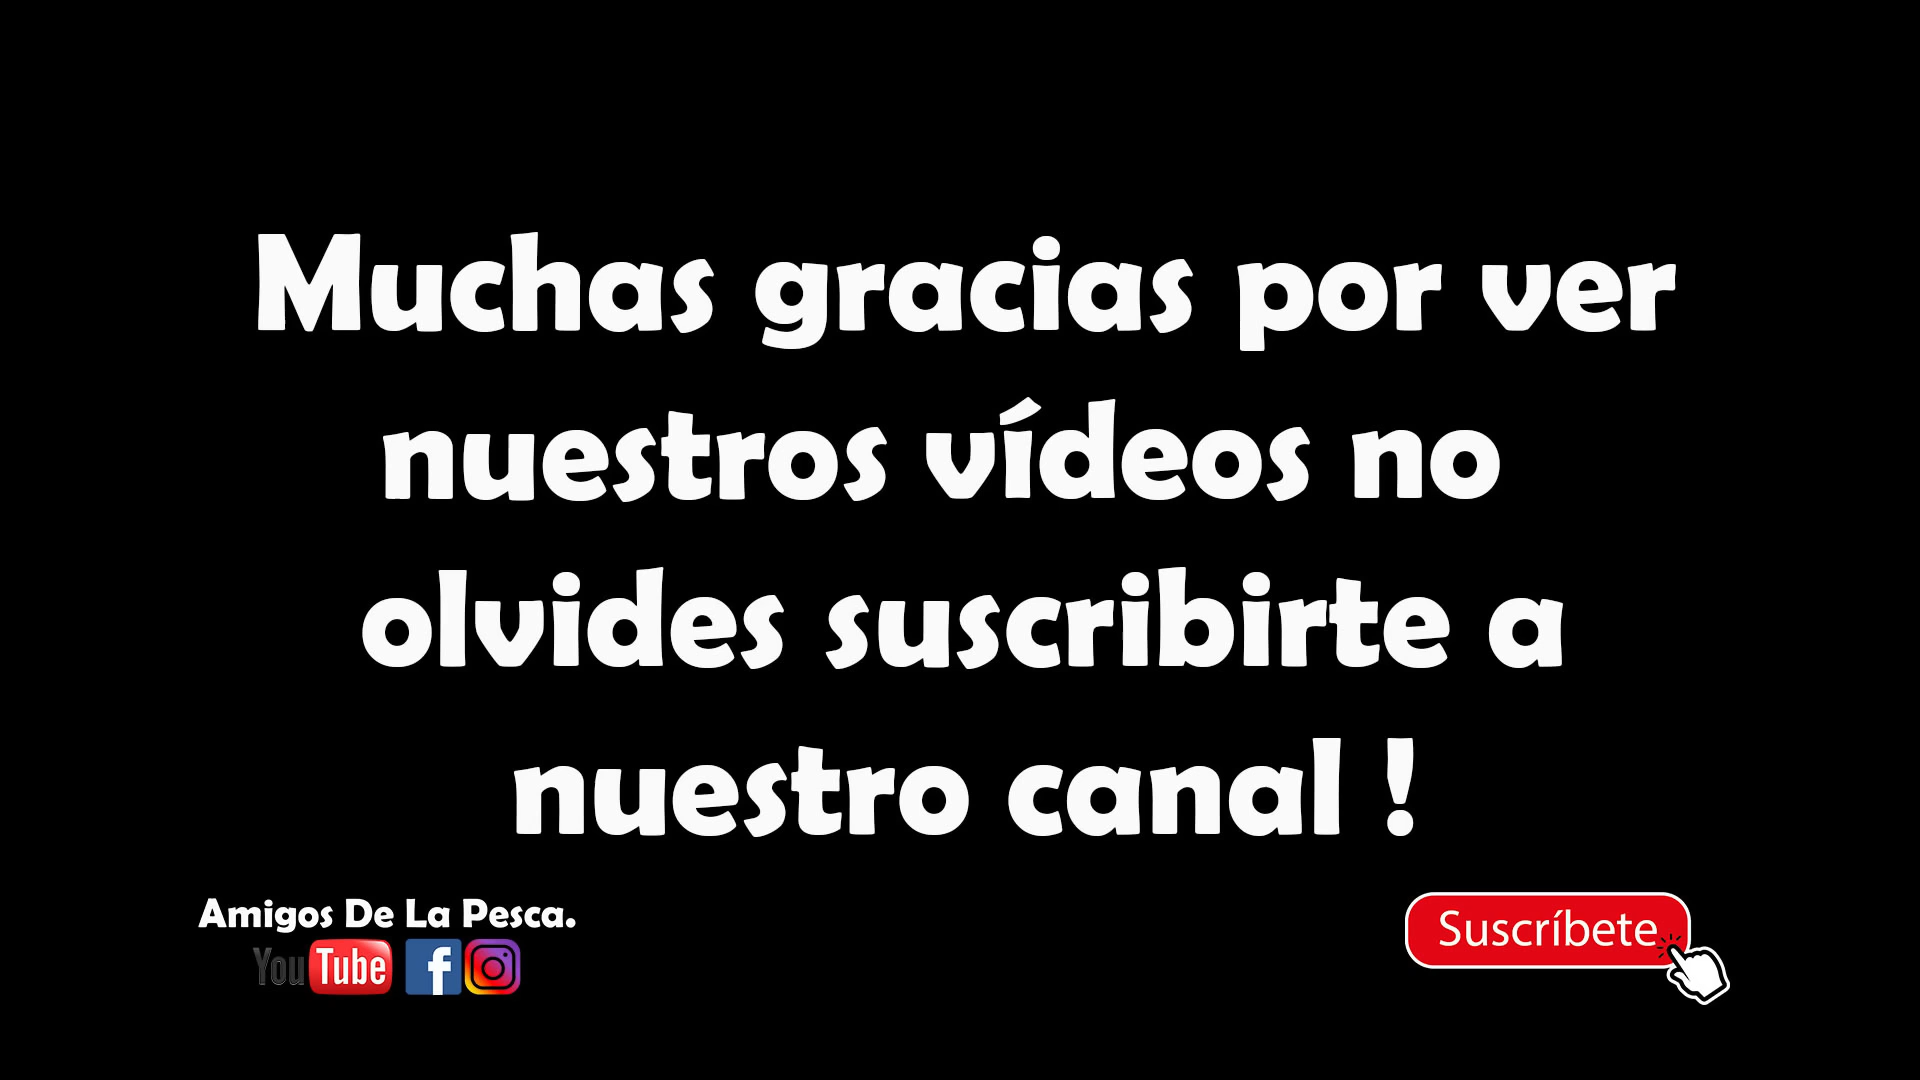 Muchas gracias por ver
nuestros vídeos no
olvides suscribirte a
nuestro canal !
Amigos De La Pesca.
YouTube f
Suscríbete